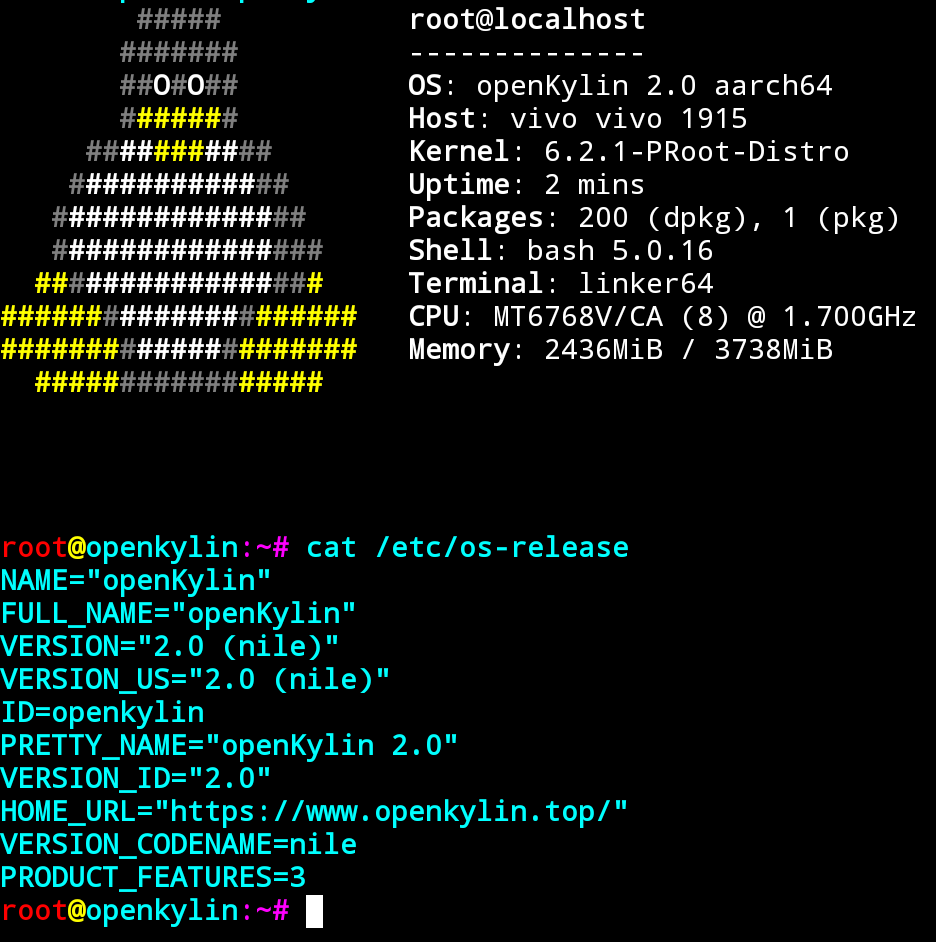 #####
#######
##O#O##
#######
###########
#############
###############
################
#################
#####################
#####################
#################
root@localhost
--------------
OS: openKylin 2.0 aarch64
Host: vivo vivo 1915
Kernel: 6.2.1-PRoot-Distro
Uptime: 2 mins
Packages: 200 (dpkg), 1 (pkg)
Shell: bash 5.0.16
Terminal: linker64
CPU: MT6768V/CA (8) @ 1.700GHz
Memory: 2436MiB / 3738MiB
root@openkylin:~# cat /etc/os-release
NAME="openKylin"
FULL_NAME="openKylin"
VERSION="2.0 (nile)"
VERSION_US="2.0 (nile)"
ID=openkylin
PRETTY_NAME="openKylin 2.0"
VERSION_ID="2.0"
HOME_URL="https://www.openkylin.top/"
VERSION_CODENAME=nile
PRODUCT_FEATURES=3
root@openkylin:~#